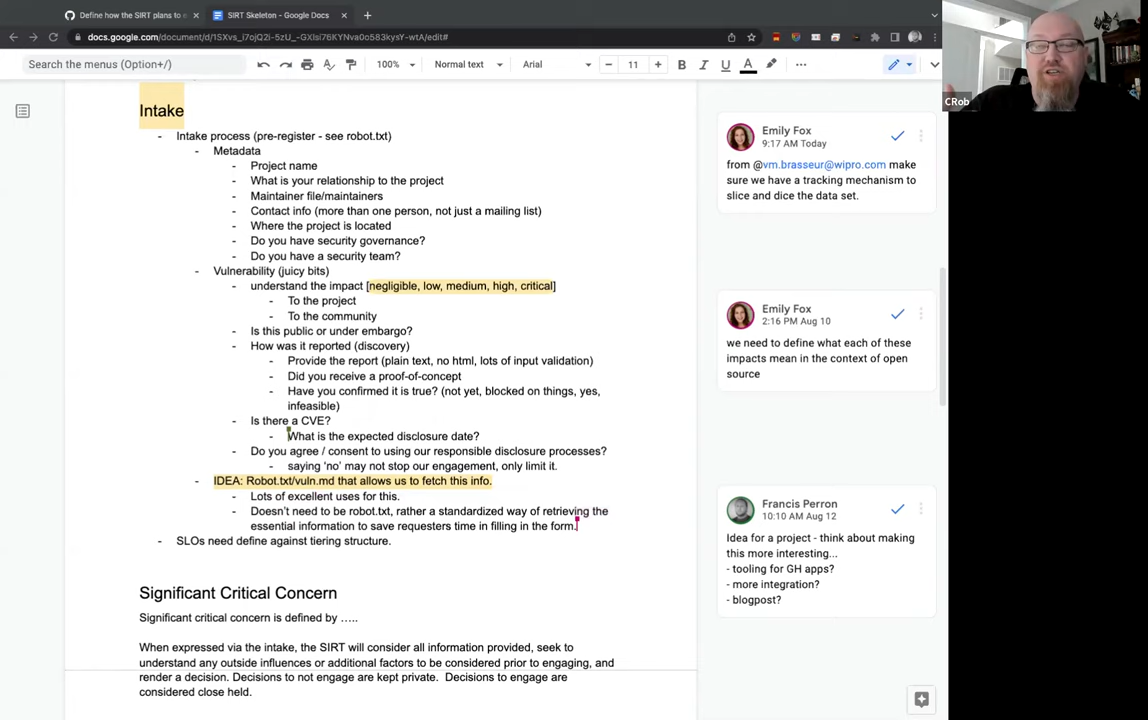 Define how the SIRT plans to e
SIRT Skeleton - Google Docs
docs.google.com/document/d/1SXvs_i7ojQ2i-5zU_-GXIsI76KYNva0o583kysY-wtA/edit#
Search the menus (Option+/)
100%
Normal text
Arial
11
B I U A
CRob
Intake
- Intake process (pre-register - see robot.txt)
- Metadata
- Project name
- What is your relationship to the project
- Maintainer file/maintainers
- Contact info (more than one person, not just a mailing list)
- Where the project is located
- Do you have security governance?
- Do you have a security team?
- Vulnerability (juicy bits)
- understand the impact [negligible, low, medium, high, critical]
- To the project
- To the community
- Is this public or under embargo?
- How was it reported (discovery)
- Provide the report (plain text, no html, lots of input validation)
- Did you receive a proof-of-concept
- Have you confirmed it is true? (not yet, blocked on things, yes,
infeasible)
- Is there a CVE?
- What is the expected disclosure date?
- Do you agree / consent to using our responsible disclosure processes?
- saying ‘no’ may not stop our engagement, only limit it.
- IDEA: Robot.txt/vuln.md that allows us to fetch this info.
- Lots of excellent uses for this.
- Doesn’t need to be robot.txt, rather a standardized way of retrieving the
essential information to save requesters time in filling in the form.
- SLOs need define against tiering structure.
Significant Critical Concern
Significant critical concern is defined by …..
When expressed via the intake, the SIRT will consider all information provided, seek to
understand any outside influences or additional factors to be considered prior to engaging, and
render a decision. Decisions to not engage are kept private.  Decisions to engage are
considered close held.
Emily Fox
9:17 AM Today
from @vm.brasseur@wipro.com make
sure we have a tracking mechanism to
slice and dice the data set.
Emily Fox
2:16 PM Aug 10
we need to define what each of these
impacts mean in the context of open
source
Francis Perron
10:10 AM Aug 12
Idea for a project - think about making
this more interesting...
- tooling for GH apps?
- more integration?
- blogpost?